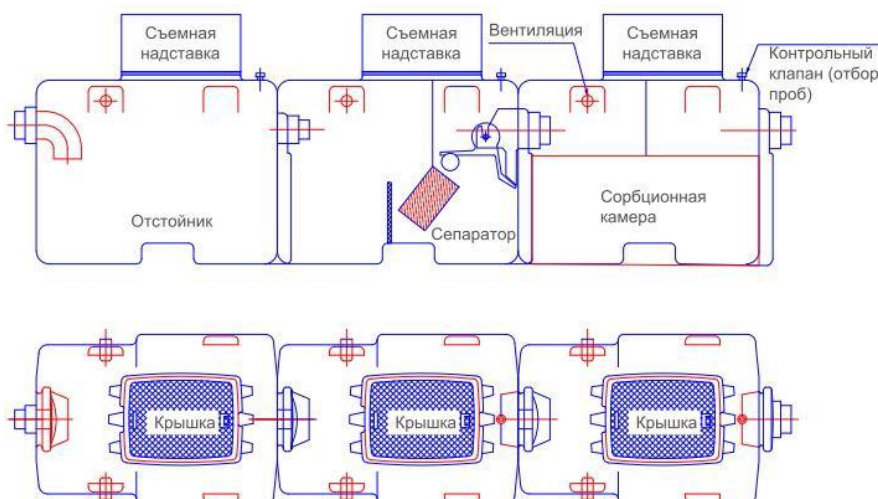 Съемная
надставка
Съемная
надставка
Вентиляция
Съемная
надставка
Контрольный
клапан (отбор
проб)
Отстойник
Сепаратор
Сорбционная
камера
Крышка
Крышка
Крышка